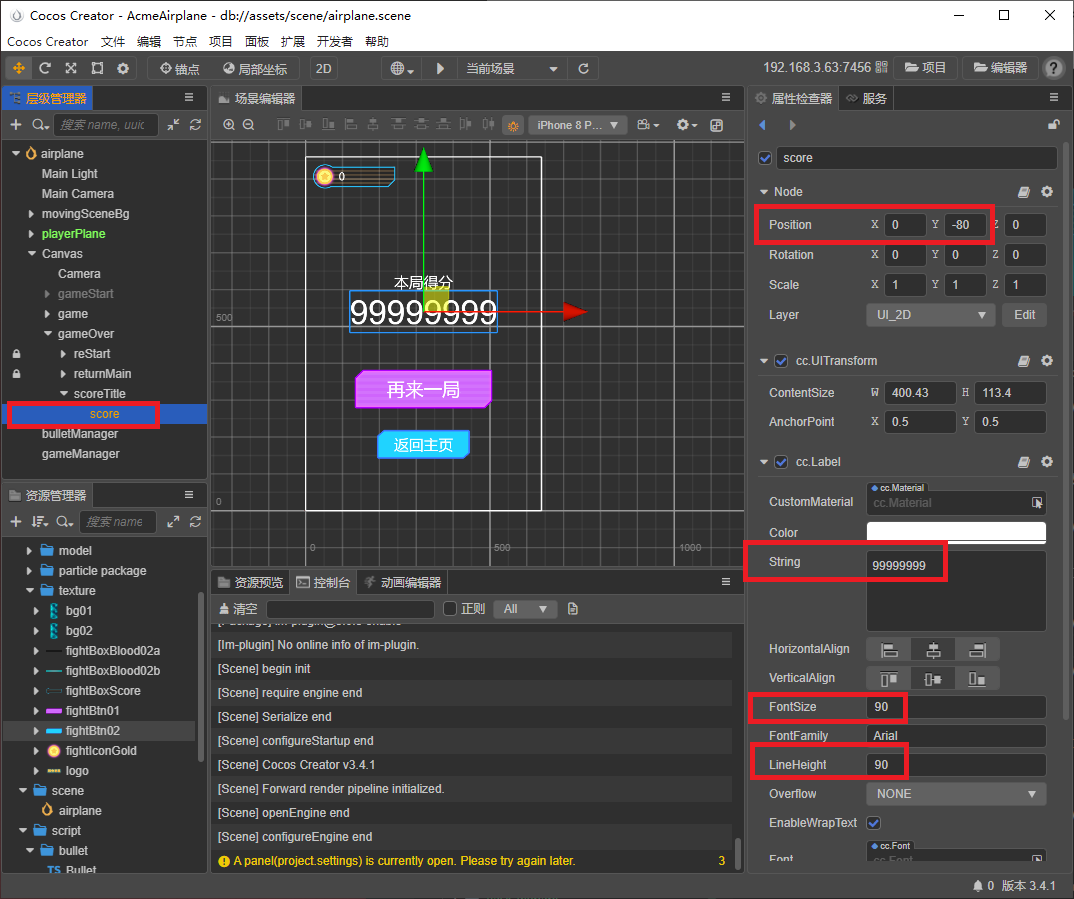 Cocos Creator - AcmeAirplane - db://assets/scene/airplane.scene
Cocos Creator 文件 编辑 节点 项目 面板 扩展 开发者 帮助
锚点 局部坐标 2D 当前场景 192.168.3.63:7456 项目 编辑器 ?
层级管理器
搜索 name, uuic
airplane
Main Light
Main Camera
movingSceneBg
playerPlane
Canvas
Camera
gameStart
game
gameOver
reStart
returnMain
scoreTitle
score
bulletManager
gameManager
资源管理器
搜索 name
model
particle package
texture
bg01
bg02
fightBoxBlood02a
fightBoxBlood02b
fightBoxScore
fightBtn01
fightBtn02
fightIconGold
logo
scene
airplane
script
bullet
TS Bullet
场景编辑器
iPhone 8 P...
0
本局得分
99999999
500
再来一局
返回主页
0
0 500 1000
资源预览 控制台 动画编辑器
清空 正则 All
[Package] im-plugin@
[Im-plugin] No online info of im-plugin.
[Scene] begin init
[Scene] require engine end
[Scene] Serialize end
[Scene] configureStartup end
[Scene] Cocos Creator v3.4.1
[Scene] Forward render pipeline initialized.
[Scene] openEngine end
[Scene] configureEngine end
A panel(project.settings) is currently open. Please try again later. 3
属性检查器 服务
score
Node
Position X 0 Y -80 Z 0
Rotation X 0 Y 0 Z 0
Scale X 1 Y 1 Z 1
Layer UI_2D Edit
cc.UITransform
ContentSize W 400.43 H 113.4
AnchorPoint X 0.5 Y 0.5
cc.Label
cc.Material
CustomMaterial cc.Material
Color
String 99999999
HorizontalAlign
VerticalAlign
FontSize 90
FontFamily Arial
LineHeight 90
Overflow NONE
EnableWrapText
cc.Font
Font cc.Font
0 版本 3.4.1